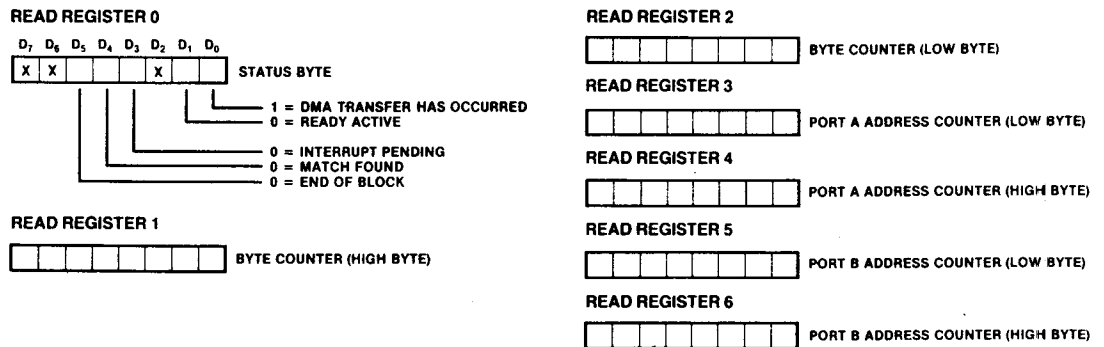 READ REGISTER 0
D7 D6 D5 D4 D3 D2 D1 D0
X X X STATUS BYTE
1 = DMA TRANSFER HAS OCCURRED
0 = READY ACTIVE
0 = INTERRUPT PENDING
0 = MATCH FOUND
0 = END OF BLOCK
READ REGISTER 1
BYTE COUNTER (HIGH BYTE)
READ REGISTER 2
BYTE COUNTER (LOW BYTE)
READ REGISTER 3
PORT A ADDRESS COUNTER (LOW BYTE)
READ REGISTER 4
PORT A ADDRESS COUNTER (HIGH BYTE)
READ REGISTER 5
PORT B ADDRESS COUNTER (LOW BYTE)
READ REGISTER 6
PORT B ADDRESS COUNTER (HIGH BYTE)